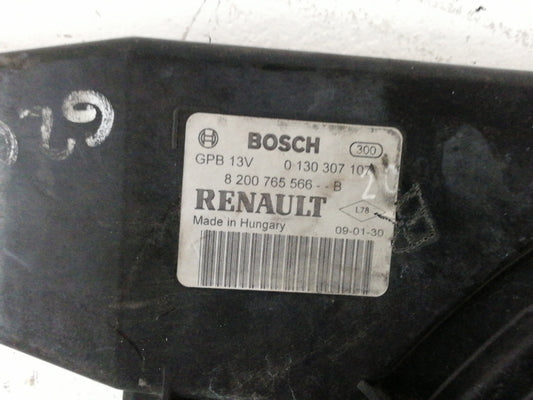 BOSCH 300
GPB 13V 0 130 307 107
8 200 765 566 - - B
RENAULT L78
Made in Hungary 09-01-30